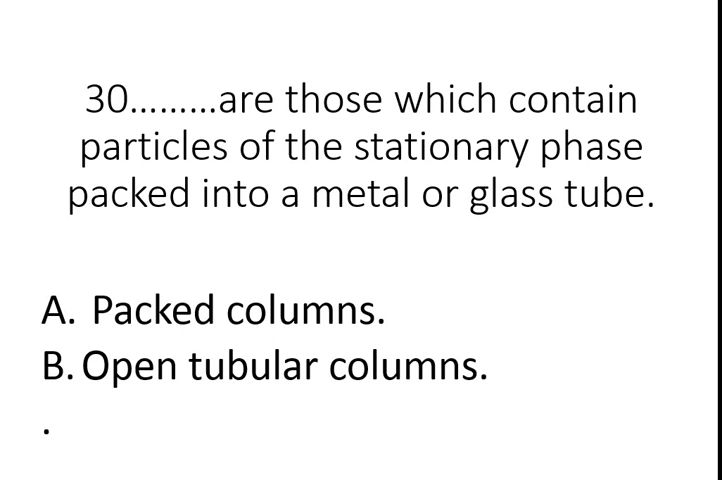 30.........are those which contain
particles of the stationary phase
packed into a metal or glass tube.
A. Packed columns.
B. Open tubular columns.
.